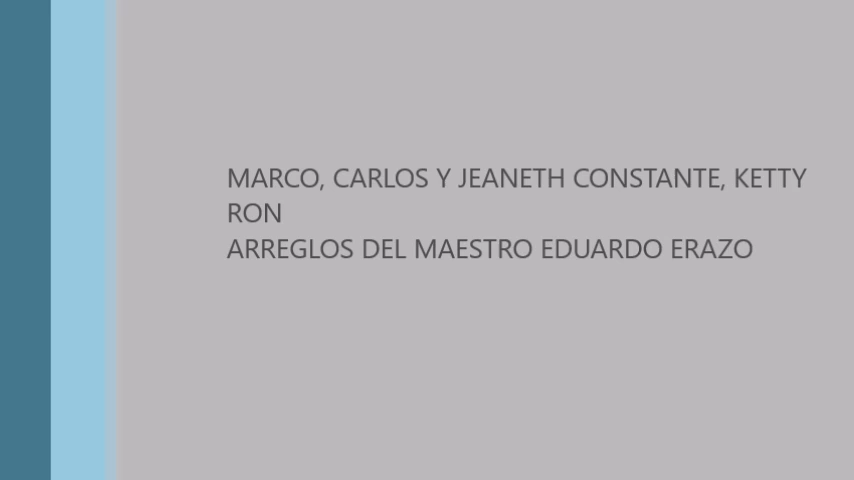 MARCO, CARLOS Y JEANETH CONSTANTE, KETTY
RON
ARREGLOS DEL MAESTRO EDUARDO ERAZO